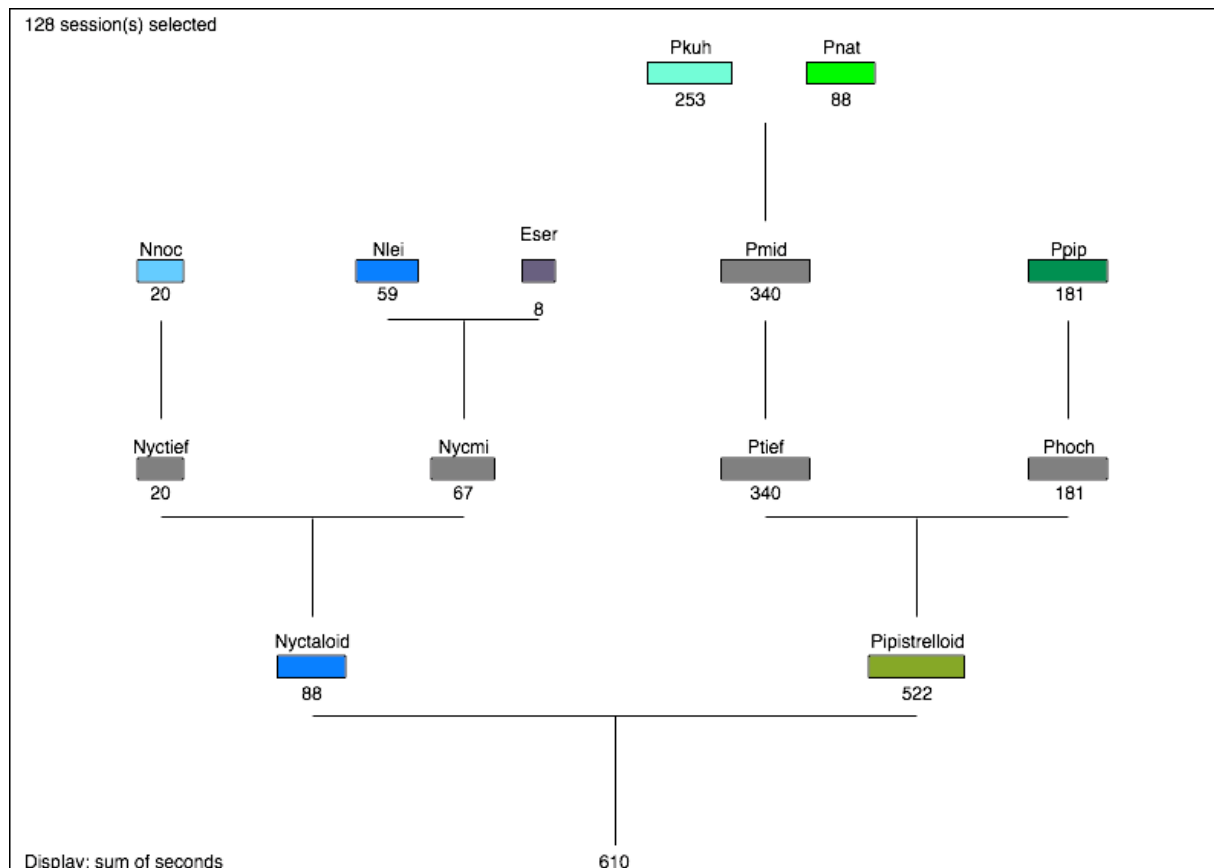 128 session(s) selected
Pkuh Pnat
253 88
Nnoc Nlei Eser Pmid Ppip
20 59 8 340 181
Nyctief Nycmi Ptief Phoch
20 67 340 181
Nyctaloid Pipistrelloid
88 522
Display: sum of seconds 610